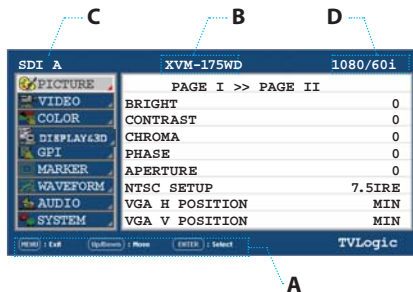 C B D
SDI A XVM-175WD 1080/60i
PICTURE PAGE I >> PAGE II
VIDEO BRIGHT 0
COLOR CONTRAST 0
DISPLAY&3D CHROMA 0
GPI PHASE 0
MARKER APERTURE 0
WAVEFORM NTSC SETUP 7.5IRE
AUDIO VGA H POSITION MIN
SYSTEM VGA V POSITION MIN
MENU : Exit Up/Down : Move ENTER : Select TVLogic
A